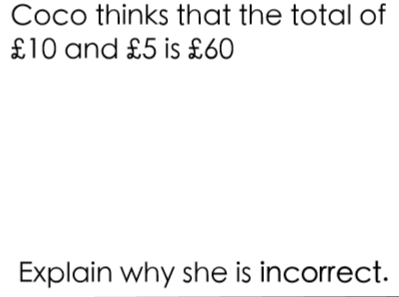 Coco thinks that the total of
£10 and £5 is £60
Explain why she is incorrect.